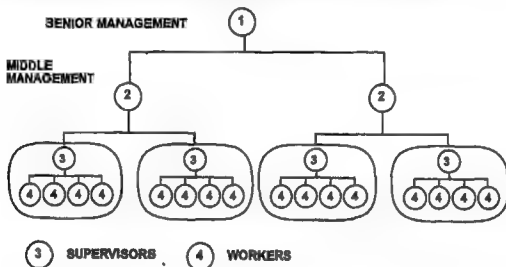 SENIOR MANAGEMENT 1
MIDDLE
MANAGEMENT
2 2
3 3 3 3
4 4 4 4 4 4 4 4 4 4 4 4 4 4 4 4
3 SUPERVISORS 4 WORKERS